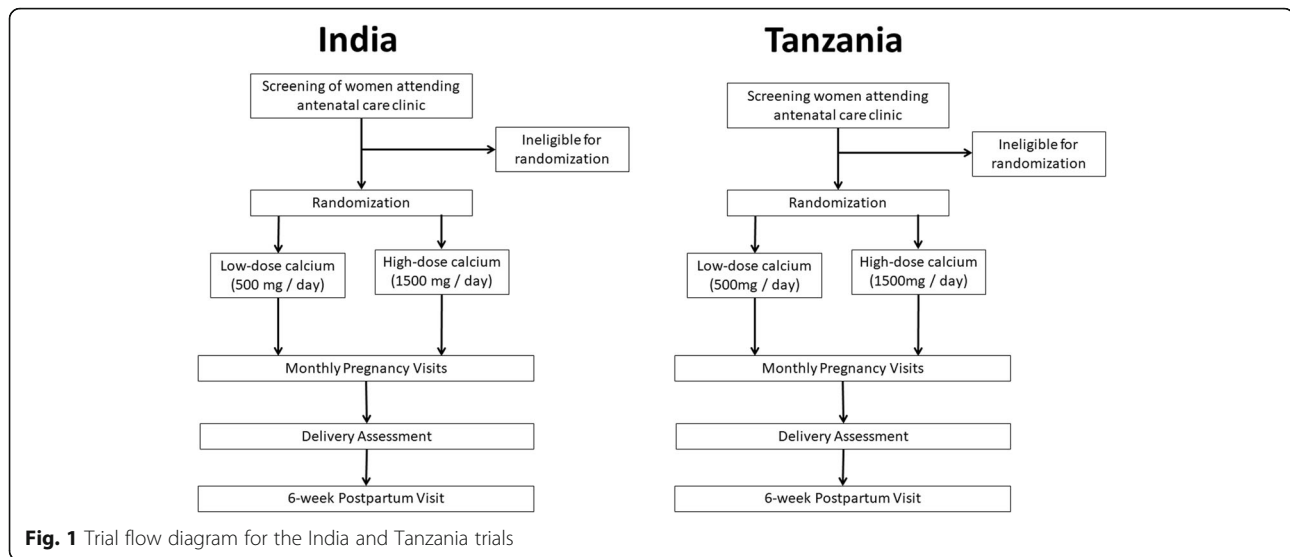 India
Screening of women attending
antenatal care clinic
Ineligible for
randomization
Randomization
Low-dose calcium
(500 mg / day)
High-dose calcium
(1500 mg / day)
Monthly Pregnancy Visits
Delivery Assessment
6-week Postpartum Visit
Tanzania
Screening women attending
antenatal care clinic
Ineligible for
randomization
Randomization
Low-dose calcium
(500mg / day)
High-dose calcium
(1500mg / day)
Monthly Pregnancy Visits
Delivery Assessment
6-week Postpartum Visit
Fig. 1 Trial flow diagram for the India and Tanzania trials